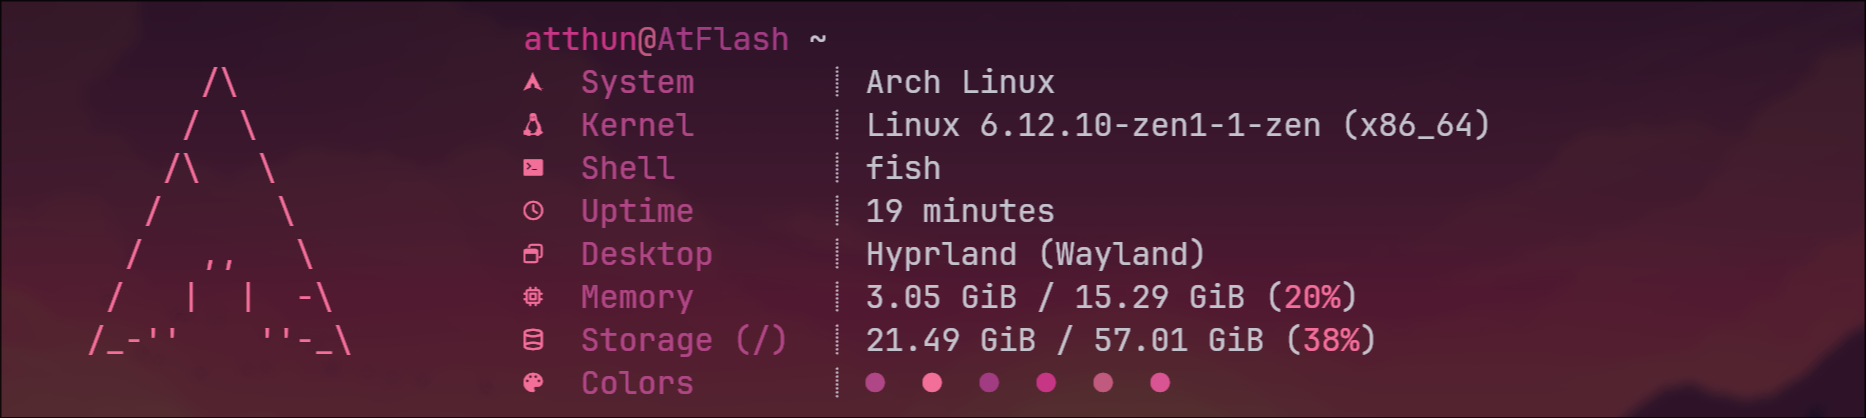 atthun@AtFlash ~
System Arch Linux
Kernel Linux 6.12.10-zen1-1-zen (x86_64)
Shell fish
Uptime 19 minutes
Desktop Hyprland (Wayland)
Memory 3.05 GiB / 15.29 GiB (20%)
Storage (/) 21.49 GiB / 57.01 GiB (38%)
Colors